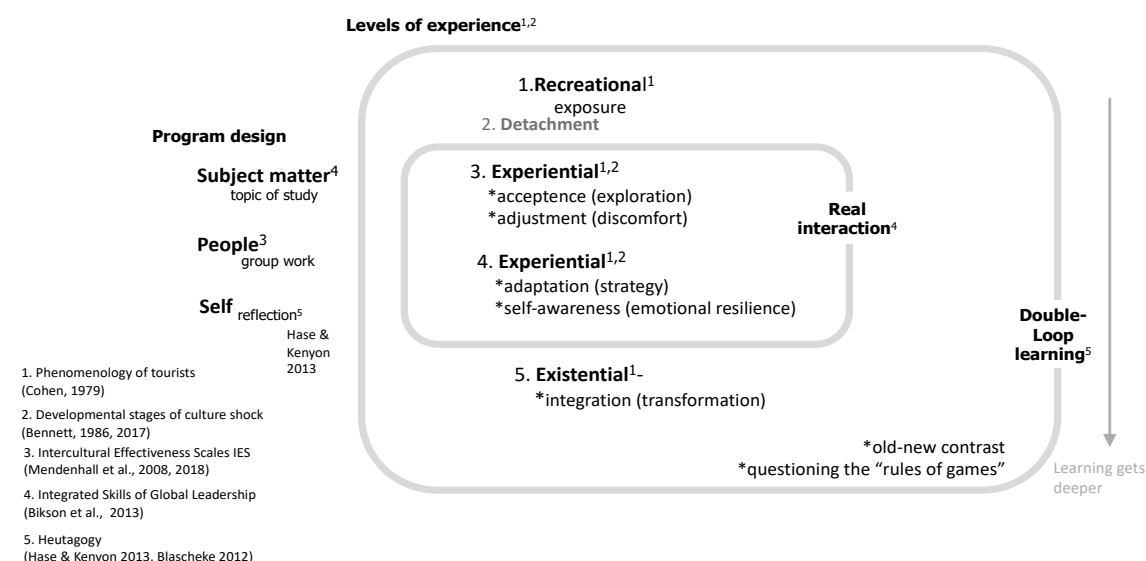 Levels of experience1,2
1.Recreational1
exposure
2. Detachment
Program design
Subject matter4
topic of study
People3
group work
Self reflection5
Hase &
Kenyon
2013
3. Experiential1,2
*acceptence (exploration)
*adjustment (discomfort)
4. Experiential1,2
*adaptation (strategy)
*self-awareness (emotional resilience)
Real
interaction4
5. Existential1-
*integration (transformation)
Double-
Loop
learning5
*old-new contrast
*questioning the “rules of games”
Learning gets
deeper
1. Phenomenology of tourists
(Cohen, 1979)
2. Developmental stages of culture shock
(Bennett, 1986, 2017)
3. Intercultural Effectiveness Scales IES
(Mendenhall et al., 2008, 2018)
4. Integrated Skills of Global Leadership
(Bikson et al., 2013)
5. Heutagogy
(Hase & Kenyon 2013, Blascheke 2012)